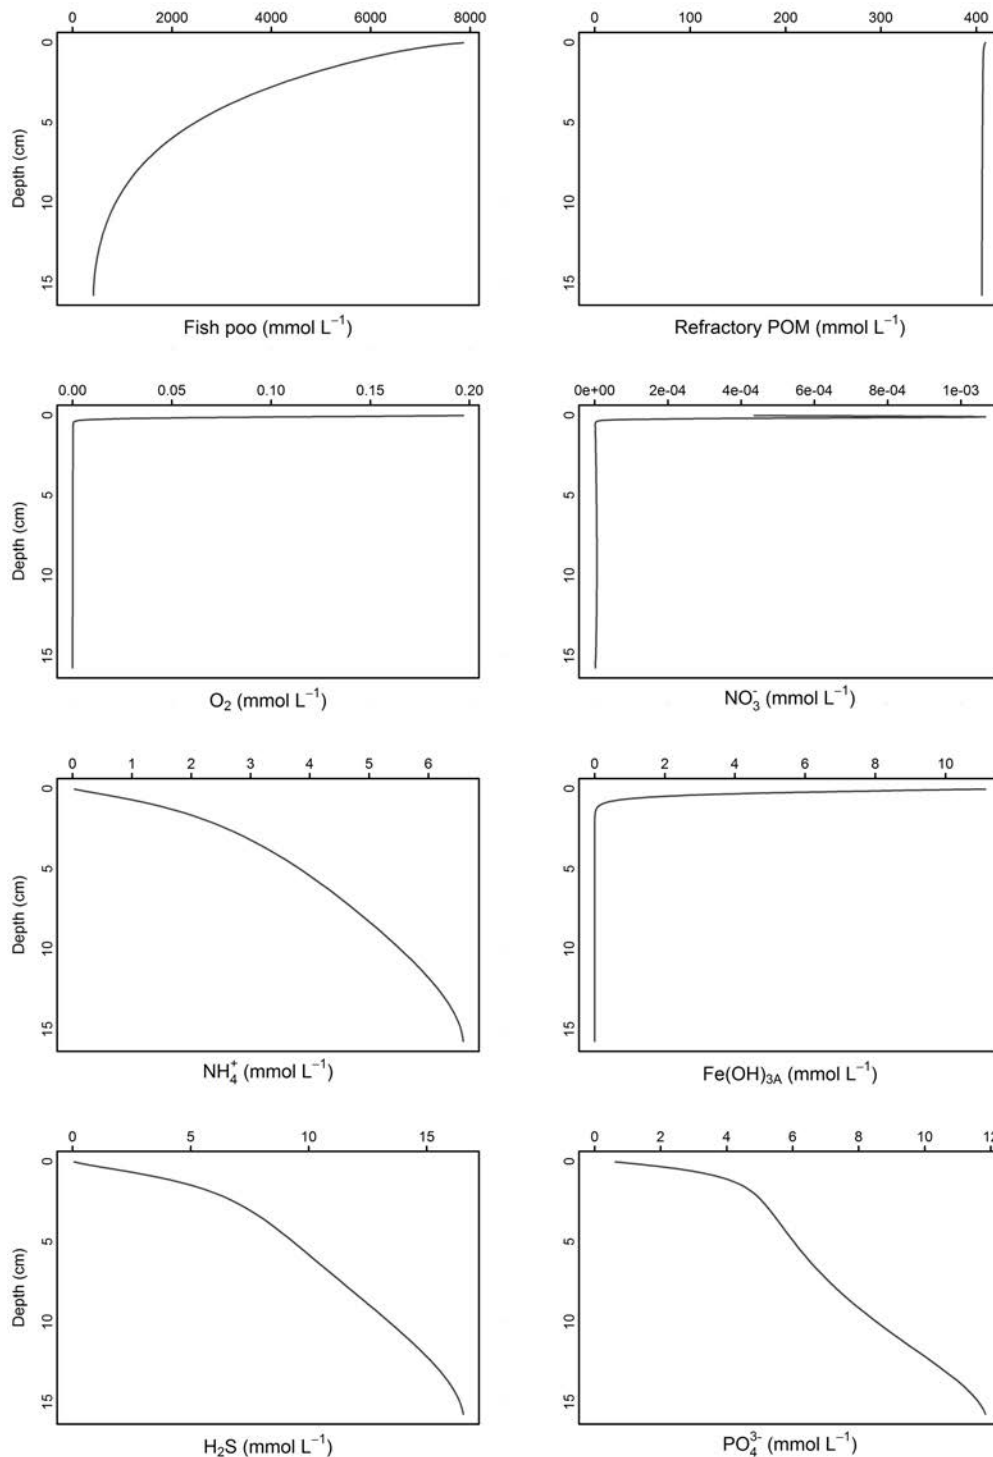 0 2000 4000 6000 8000
0 5 10 15
Depth (cm)
Fish poo (mmol L⁻¹)
0 100 200 300 400
0 5 10 15
Refractory POM (mmol L⁻¹)
0.00 0.05 0.10 0.15 0.20
0 5 10 15
Depth (cm)
O₂ (mmol L⁻¹)
0e+00 2e-04 4e-04 6e-04 8e-04 1e-03
0 5 10 15
NO₃⁻ (mmol L⁻¹)
0 1 2 3 4 5 6
0 5 10 15
Depth (cm)
NH₄⁺ (mmol L⁻¹)
0 2 4 6 8 10
0 5 10 15
Fe(OH)₃ₐ (mmol L⁻¹)
0 5 10 15
0 5 10 15
Depth (cm)
H₂S (mmol L⁻¹)
0 2 4 6 8 10 12
0 5 10 15
PO₄³⁻ (mmol L⁻¹)